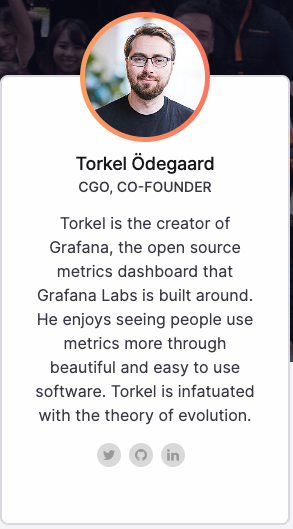 Torkel Ödegaard
CGO, CO-FOUNDER
Torkel is the creator of
Grafana, the open source
metrics dashboard that
Grafana Labs is built around.
He enjoys seeing people use
metrics more through
beautiful and easy to use
software. Torkel is infatuated
with the theory of evolution.
in